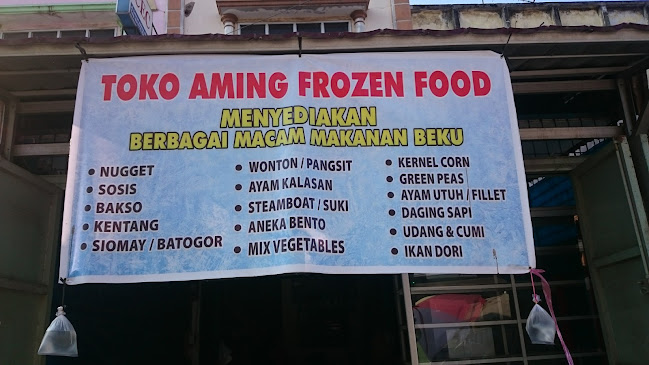 TOKO AMING FROZEN FOOD
MENYEDIAKAN
BERBAGAI MACAM MAKANAN BEKU
• NUGGET
• SOSIS
• BAKSO
• KENTANG
• SIOMAY / BATOGOR
• WONTON / PANGSIT
• AYAM KALASAN
• STEAMBOAT / SUKI
• ANEKA BENTO
• MIX VEGETABLES
• KERNEL CORN
• GREEN PEAS
• AYAM UTUH / FILLET
• DAGING SAPI
• UDANG & CUMI
• IKAN DORI